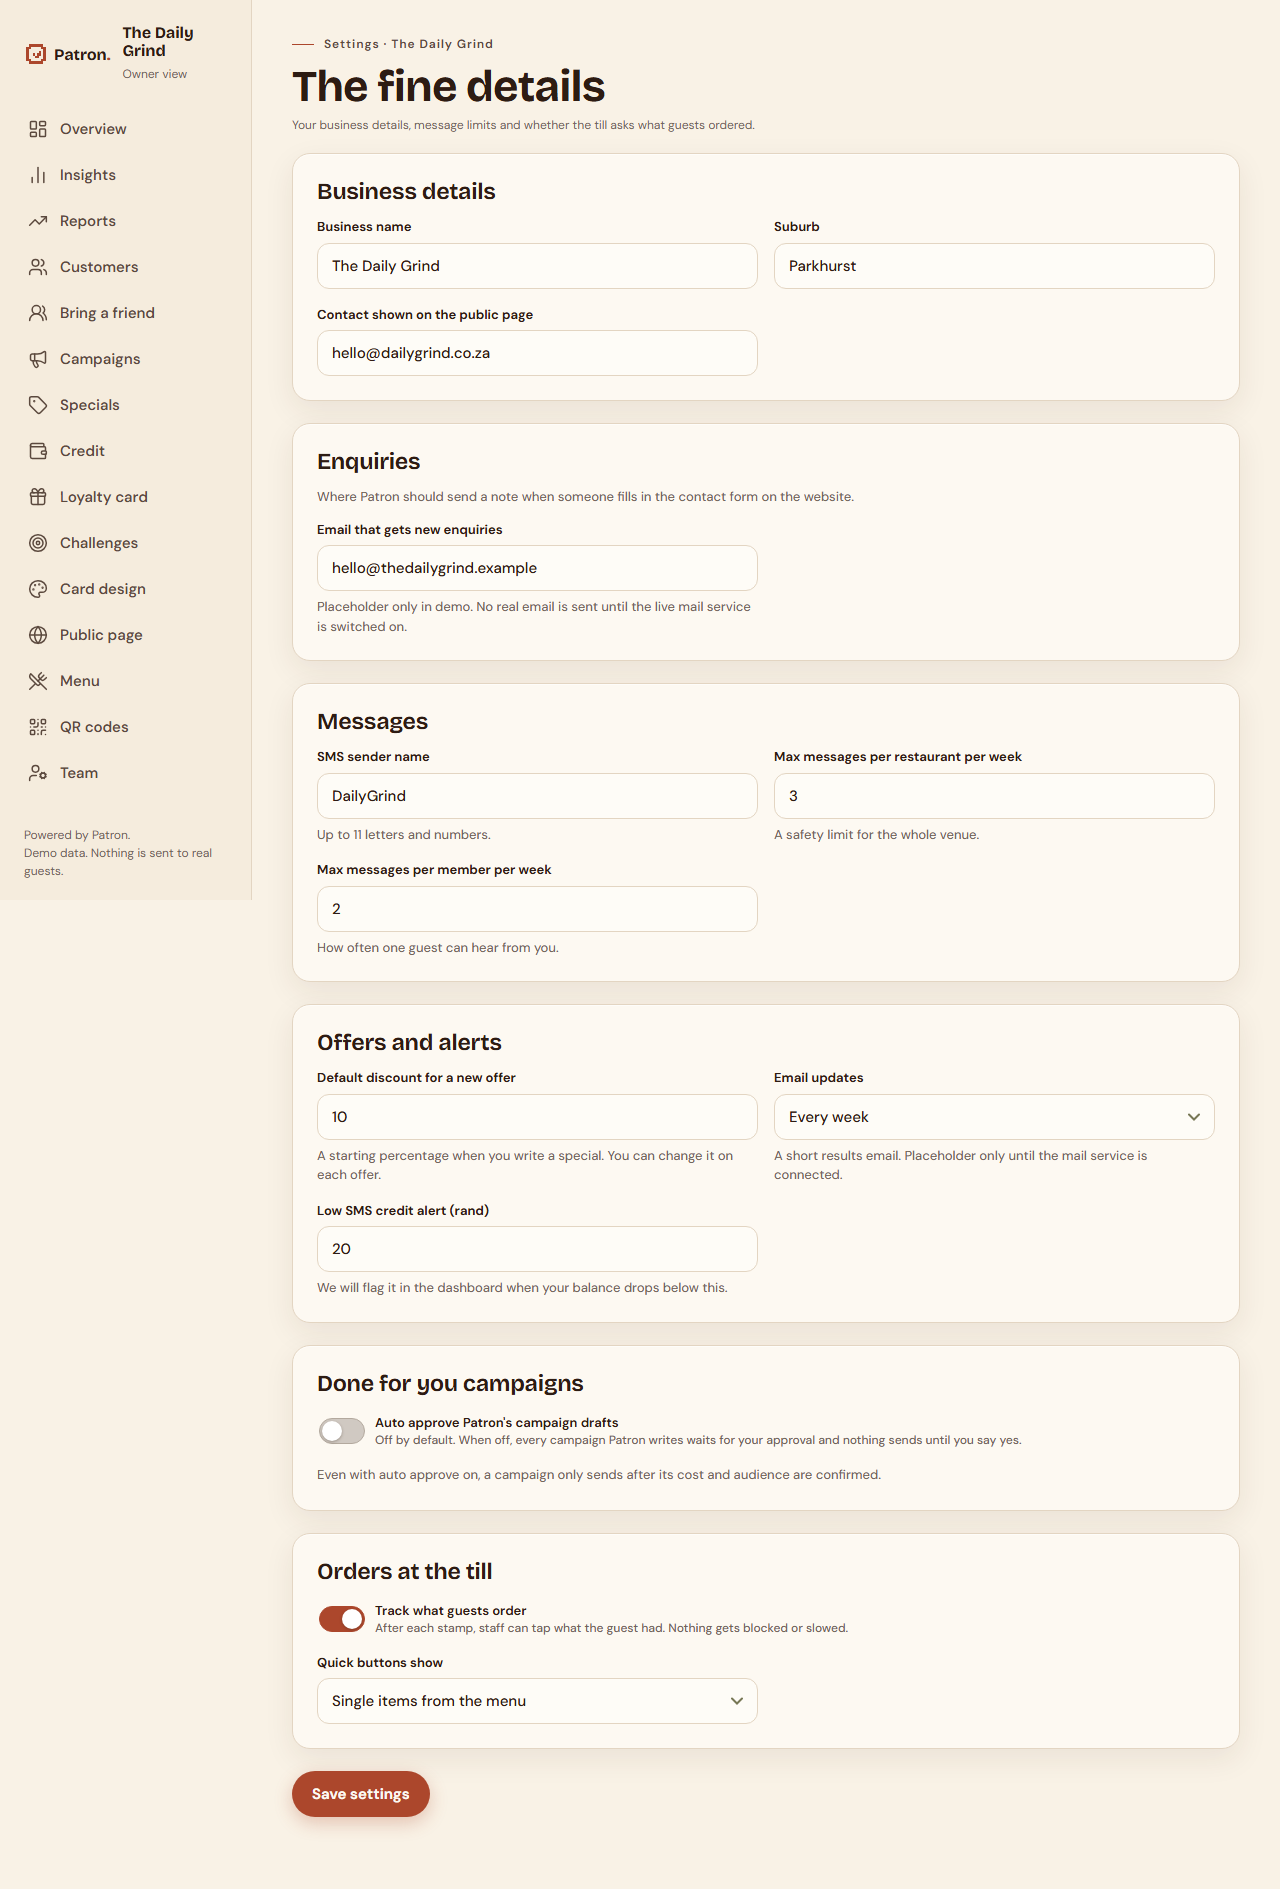 Patron.
The Daily
Grind
Owner view
Overview
Insights
Reports
Customers
Bring a friend
Campaigns
Specials
Credit
Loyalty card
Challenges
Card design
Public page
Menu
QR codes
Team
Powered by Patron.
Demo data. Nothing is sent to real
guests.
Settings · The Daily Grind
The fine details
Your business details, message limits and whether the till asks what guests ordered.
Business details
Business name
The Daily Grind
Suburb
Parkhurst
Contact shown on the public page
hello@dailygrind.co.za
Enquiries
Where Patron should send a note when someone fills in the contact form on the website.
Email that gets new enquiries
hello@thedailygrind.example
Placeholder only in demo. No real email is sent until the live mail service
is switched on.
Messages
SMS sender name
DailyGrind
Up to 11 letters and numbers.
Max messages per restaurant per week
3
A safety limit for the whole venue.
Max messages per member per week
2
How often one guest can hear from you.
Offers and alerts
Default discount for a new offer
10
A starting percentage when you write a special. You can change it on
each offer.
Email updates
Every week
A short results email. Placeholder only until the mail service is
connected.
Low SMS credit alert (rand)
20
We will flag it in the dashboard when your balance drops below this.
Done for you campaigns
Auto approve Patron's campaign drafts
Off by default. When off, every campaign Patron writes waits for your approval and nothing sends until you say yes.
Even with auto approve on, a campaign only sends after its cost and audience are confirmed.
Orders at the till
Track what guests order
After each stamp, staff can tap what the guest had. Nothing gets blocked or slowed.
Quick buttons show
Single items from the menu
Save settings